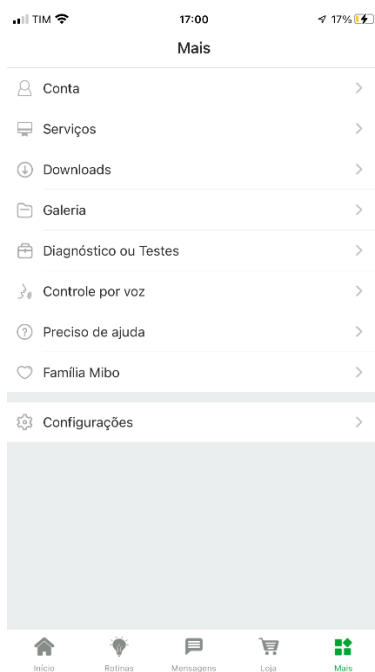 TIM 17:00 17%
Mais
Conta
Serviços
Downloads
Galeria
Diagnóstico ou Testes
Controle por voz
Preciso de ajuda
Família Mibo
Configurações
Início Rotinas Mensagens Loja Mais